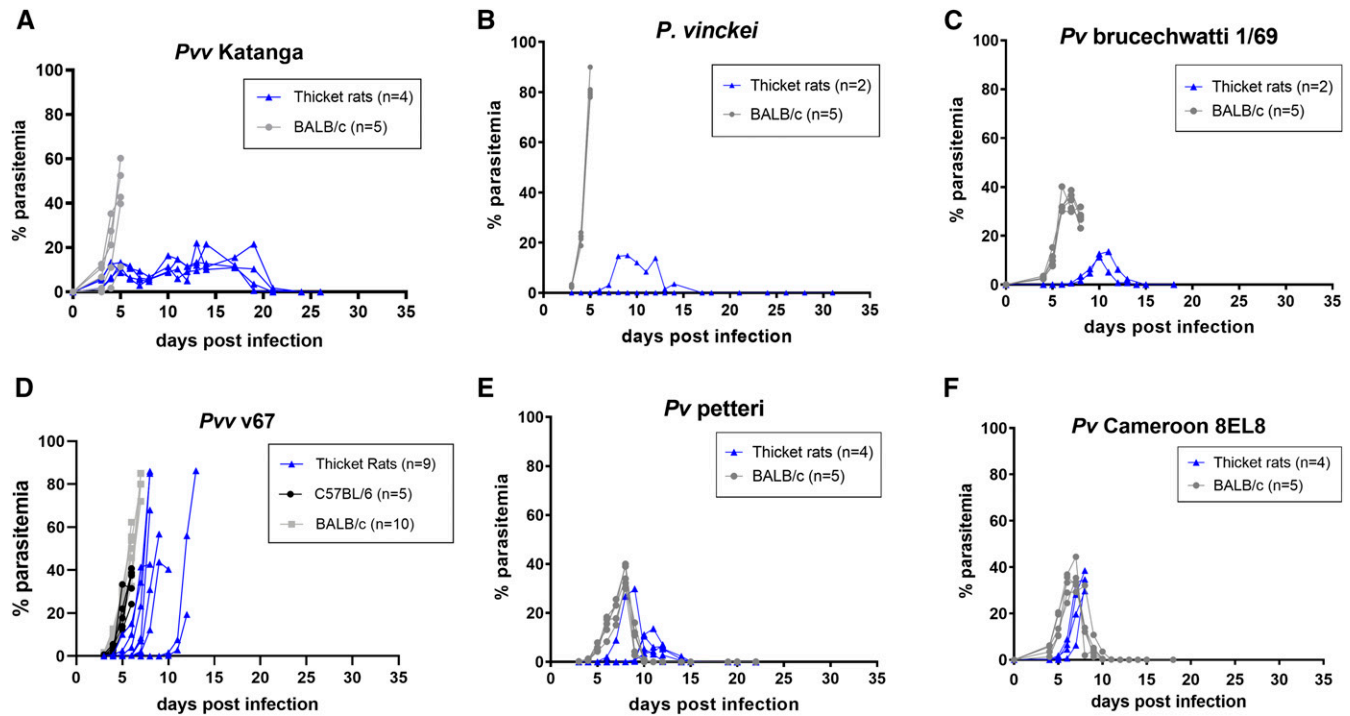 A
Pvv Katanga
100
80
60
40
20
0
% parasitemia
Thicket rats (n=4)
BALB/c (n=5)
0 5 10 15 20 25 30 35
days post infection
B
P. vinckei
100
80
60
40
20
0
% parasitemia
Thicket rats (n=2)
BALB/c (n=5)
0 5 10 15 20 25 30 35
days post infection
C
Pv brucechwatti 1/69
100
80
60
40
20
0
% parasitemia
Thicket rats (n=2)
BALB/c (n=5)
0 5 10 15 20 25 30 35
days post infection
D
Pvv v67
100
80
60
40
20
0
% parasitemia
Thicket Rats (n=9)
C57BL/6 (n=5)
BALB/c (n=10)
0 5 10 15 20 25 30 35
days post infection
E
Pv petteri
100
80
60
40
20
0
% parasitemia
Thicket rats (n=4)
BALB/c (n=5)
0 5 10 15 20 25 30 35
days post infection
F
Pv Cameroon 8EL8
100
80
60
40
20
0
% parasitemia
Thicket rats (n=4)
BALB/c (n=5)
0 5 10 15 20 25 30 35
days post infection